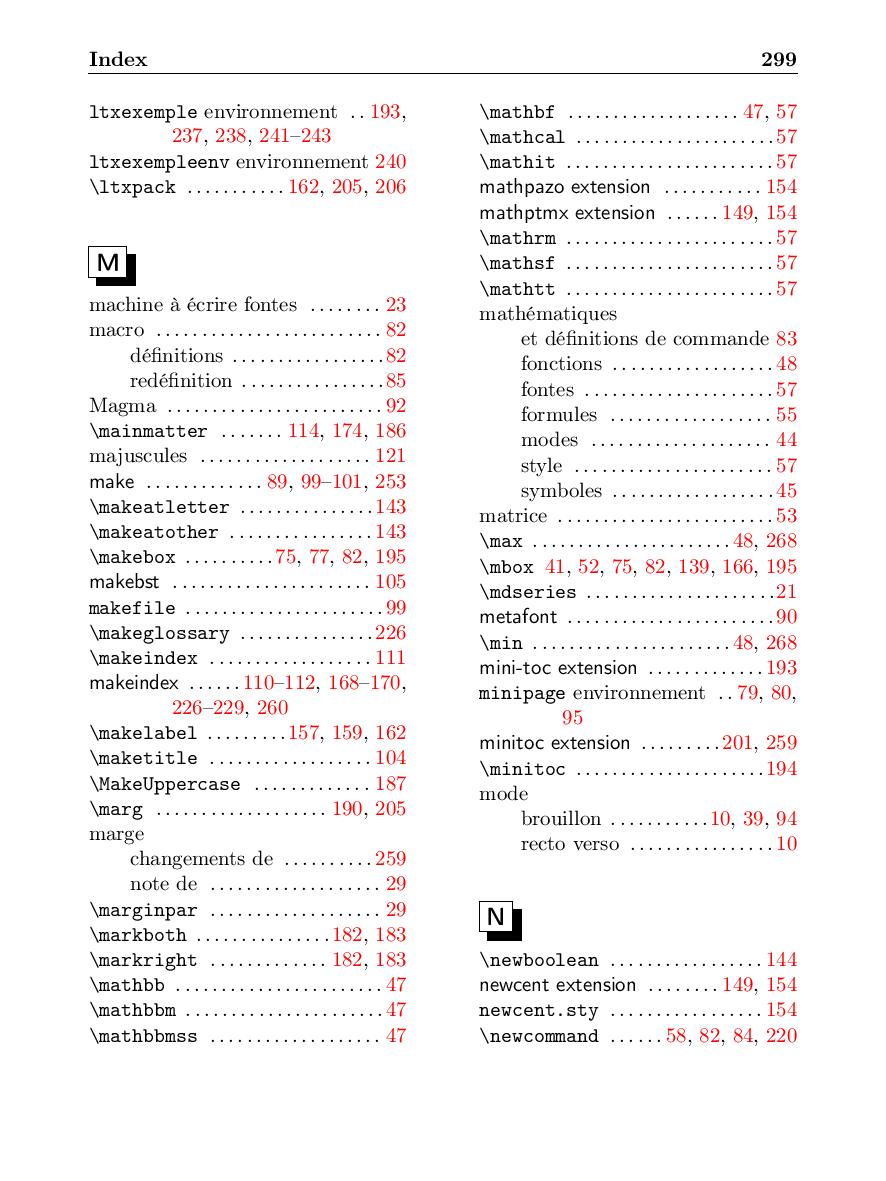 Index 299
ltxexemple environnement . . 193,
237, 238, 241–243
ltxexempleenv environnement 240
\ltxpack . . . . . . . . . . . 162, 205, 206
M
machine à écrire fontes . . . . . . . . 23
macro . . . . . . . . . . . . . . . . . . . . . . . . . 82
définitions . . . . . . . . . . . . . . . . . 82
redéfinition . . . . . . . . . . . . . . . . 85
Magma . . . . . . . . . . . . . . . . . . . . . . . . 92
\mainmatter . . . . . . . 114, 174, 186
majuscules . . . . . . . . . . . . . . . . . . . 121
make . . . . . . . . . . . . . 89, 99–101, 253
\makeatletter . . . . . . . . . . . . . . . 143
\makeatother . . . . . . . . . . . . . . . . 143
\makebox . . . . . . . . . . 75, 77, 82, 195
makebst . . . . . . . . . . . . . . . . . . . . . . 105
makefile . . . . . . . . . . . . . . . . . . . . . . 99
\makeglossary . . . . . . . . . . . . . . . 226
\makeindex . . . . . . . . . . . . . . . . . . 111
makeindex . . . . . . 110–112, 168–170,
226–229, 260
\makelabel . . . . . . . . . 157, 159, 162
\maketitle . . . . . . . . . . . . . . . . . . 104
\MakeUppercase . . . . . . . . . . . . . 187
\marg . . . . . . . . . . . . . . . . . . . 190, 205
marge
changements de . . . . . . . . . . 259
note de . . . . . . . . . . . . . . . . . . . 29
\marginpar . . . . . . . . . . . . . . . . . . . 29
\markboth . . . . . . . . . . . . . . . 182, 183
\markright . . . . . . . . . . . . . 182, 183
\mathbb . . . . . . . . . . . . . . . . . . . . . . . 47
\mathbbm . . . . . . . . . . . . . . . . . . . . . . 47
\mathbbmss . . . . . . . . . . . . . . . . . . . 47
\mathbf . . . . . . . . . . . . . . . . . . . 47, 57
\mathcal . . . . . . . . . . . . . . . . . . . . . . 57
\mathit . . . . . . . . . . . . . . . . . . . . . . . 57
mathpazo extension . . . . . . . . . . . 154
mathptmx extension . . . . . . 149, 154
\mathrm . . . . . . . . . . . . . . . . . . . . . . . 57
\mathsf . . . . . . . . . . . . . . . . . . . . . . . 57
\mathtt . . . . . . . . . . . . . . . . . . . . . . . 57
mathématiques
et définitions de commande 83
fonctions . . . . . . . . . . . . . . . . . . 48
fontes . . . . . . . . . . . . . . . . . . . . . 57
formules . . . . . . . . . . . . . . . . . . 55
modes . . . . . . . . . . . . . . . . . . . . 44
style . . . . . . . . . . . . . . . . . . . . . . 57
symboles . . . . . . . . . . . . . . . . . . 45
matrice . . . . . . . . . . . . . . . . . . . . . . . . 53
\max . . . . . . . . . . . . . . . . . . . . . . 48, 268
\mbox 41, 52, 75, 82, 139, 166, 195
\mdseries . . . . . . . . . . . . . . . . . . . . . 21
metafont . . . . . . . . . . . . . . . . . . . . . . . 90
\min . . . . . . . . . . . . . . . . . . . . . . 48, 268
mini-toc extension . . . . . . . . . . . . . 193
minipage environnement . . 79, 80,
95
minitoc extension . . . . . . . . . 201, 259
\minitoc . . . . . . . . . . . . . . . . . . . . . 194
mode
brouillon . . . . . . . . . . . 10, 39, 94
recto verso . . . . . . . . . . . . . . . . 10
N
\newboolean . . . . . . . . . . . . . . . . . 144
newcent extension . . . . . . . . 149, 154
newcent.sty . . . . . . . . . . . . . . . . . 154
\newcommand . . . . . . 58, 82, 84, 220